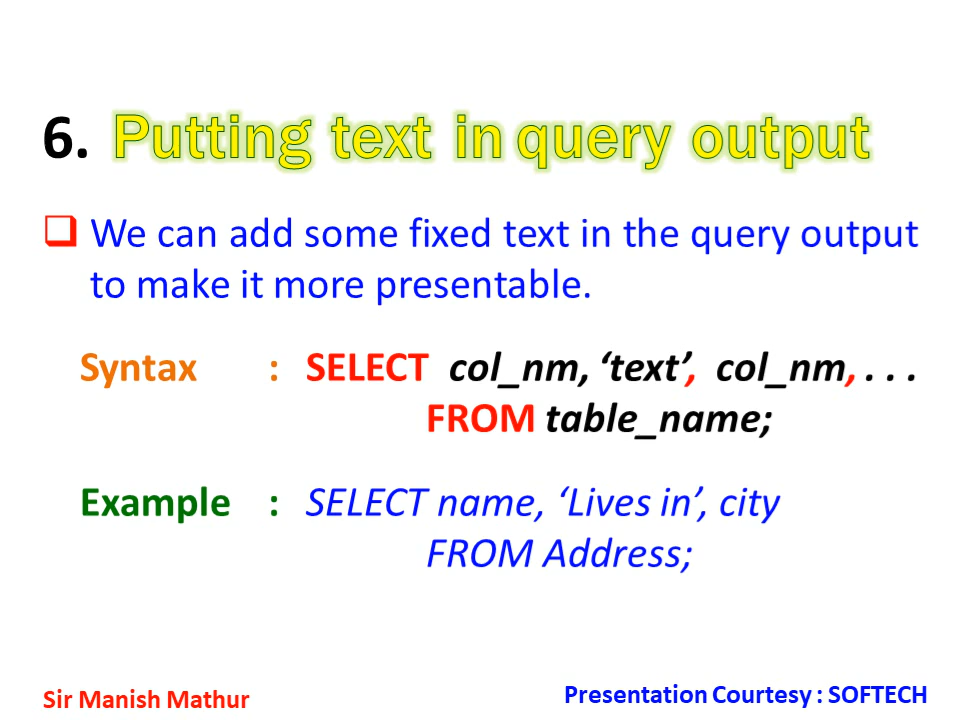 6. Putting text in query output
❑ We can add some fixed text in the query output
to make it more presentable.
Syntax : SELECT col_nm, ‘text’, col_nm, . . .
FROM table_name;
Example : SELECT name, ‘Lives in’, city
FROM Address;
Sir Manish Mathur
Presentation Courtesy : SOFTECH